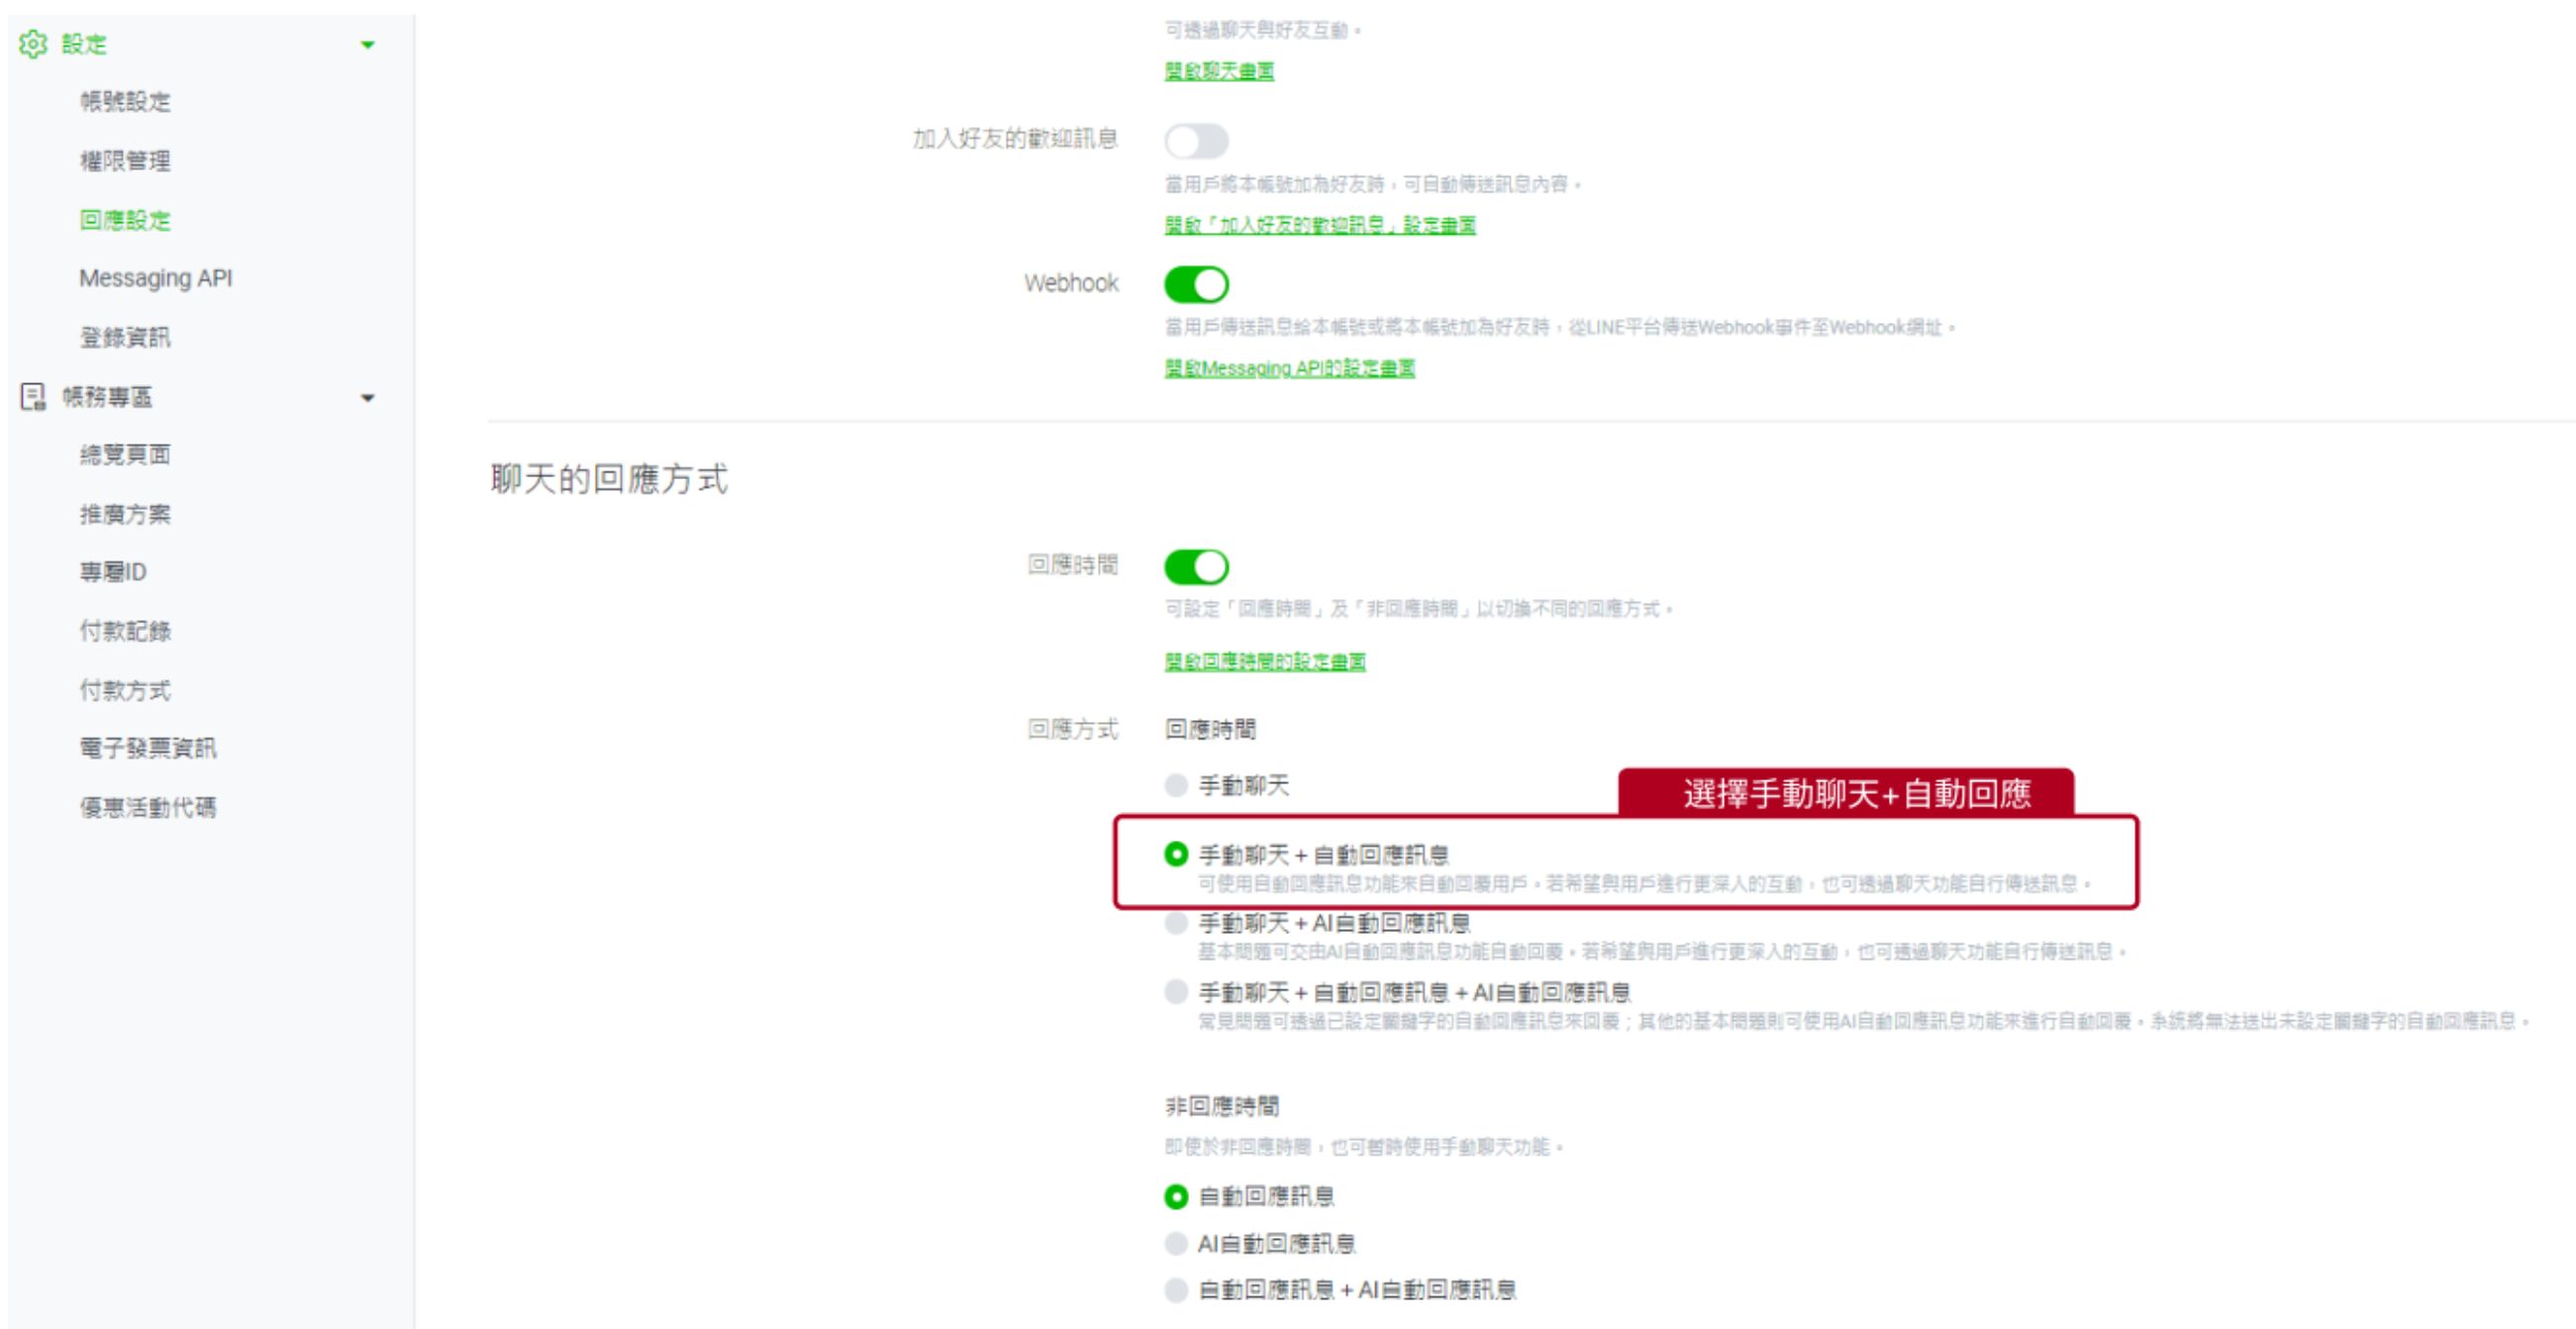 設定
帳號設定
權限管理
回應設定
Messaging API
登錄資訊
帳務專區
總覽頁面
推廣方案
專屬ID
付款記錄
付款方式
電子發票資訊
優惠活動代碼
可透過聊天與好友互動。
開啟聊天畫面
加入好友的歡迎訊息
當用戶將本帳號加為好友時，可自動傳送訊息內容。
開啟「加入好友的歡迎訊息」設定畫面
Webhook
當用戶傳送訊息給本帳號或將本帳號加為好友時，從LINE平台傳送Webhook事件至Webhook網址。
開啟Messaging API的設定畫面
聊天的回應方式
回應時間
可設定「回應時間」及「非回應時間」以切換不同的回應方式。
開啟回應時間的設定畫面
回應方式
回應時間
手動聊天
選擇手動聊天+自動回應
手動聊天 + 自動回應訊息
可使用自動回應訊息功能來自動回覆用戶。若希望與用戶進行更深入的互動，也可透過聊天功能自行傳送訊息。
手動聊天 + AI自動回應訊息
基本問題可交由AI自動回應訊息功能自動回覆。若希望與用戶進行更深入的互動，也可透過聊天功能自行傳送訊息。
手動聊天 + 自動回應訊息 + AI自動回應訊息
常見問題可透過已設定關鍵字的自動回應訊息來回覆；其他的基本問題則可使用AI自動回應訊息功能來進行自動回覆。系統將無法送出未設定關鍵字的自動回應訊息。
非回應時間
即使於非回應時間，也可暫時使用手動聊天功能。
自動回應訊息
AI自動回應訊息
自動回應訊息 + AI自動回應訊息